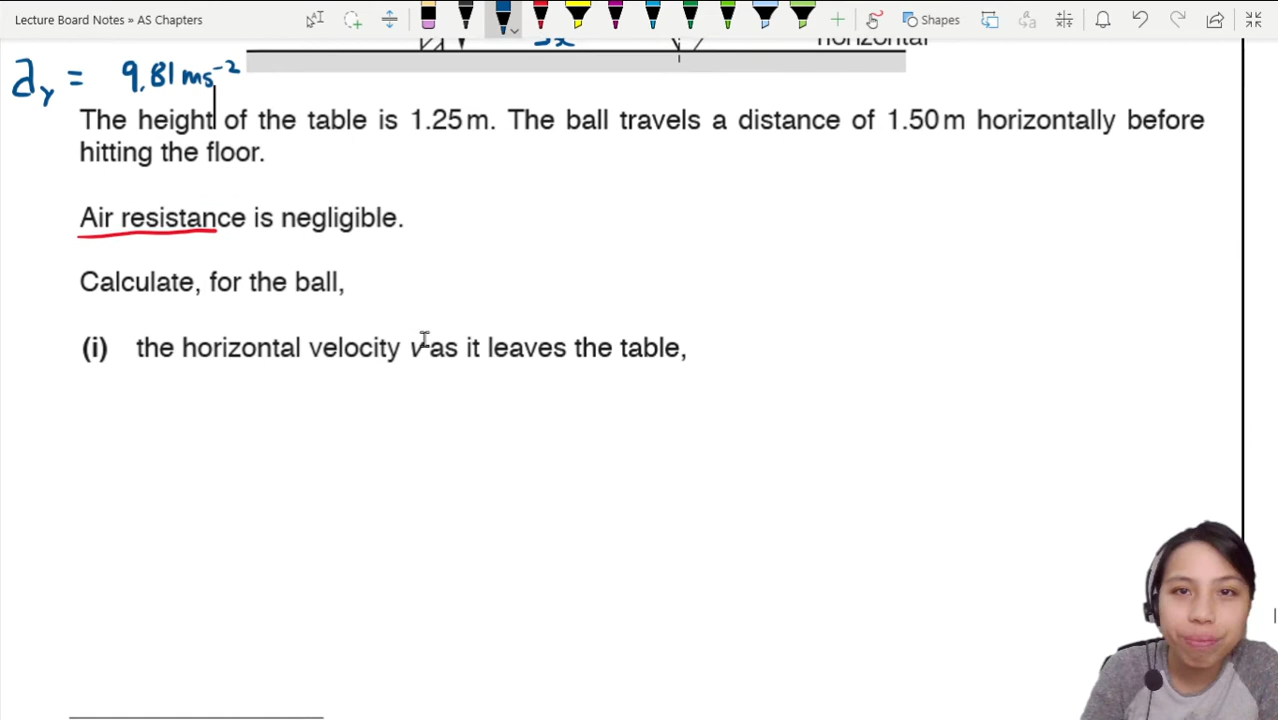 Lecture Board Notes » AS Chapters
Shapes
horizontal
a_y = 9.81 ms⁻²
The height of the table is 1.25 m. The ball travels a distance of 1.50 m horizontally before
hitting the floor.
Air resistance is negligible.
Calculate, for the ball,
(i) the horizontal velocity v as it leaves the table,